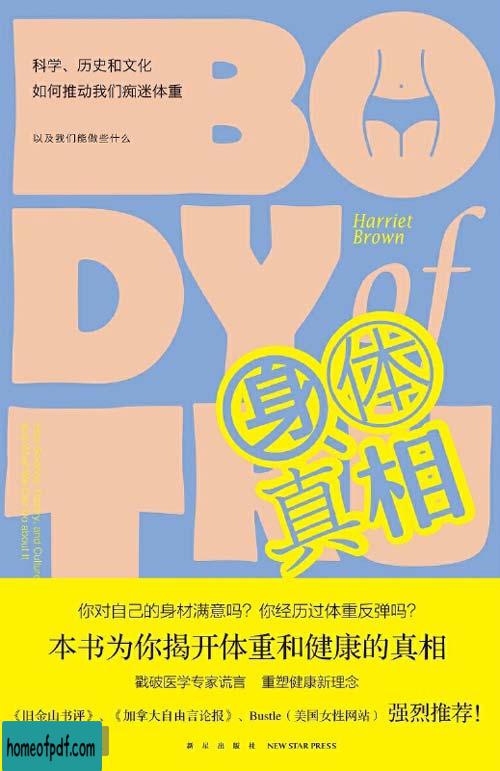 科学、历史和文化
如何推动我们痴迷体重
以及我们能做些什么
BO
Harriet
Brown
DY of
TRU
身体
真相
你对自己的身材满意吗？你经历过体重反弹吗？
本书为你揭开体重和健康的真相
戳破医学专家谎言 重塑健康新理念
《旧金山书评》、《加拿大自由言论报》、Bustle（美国女性网站） 强烈推荐！
新星出版社 NEW STAR PRESS
homeofpdf.com